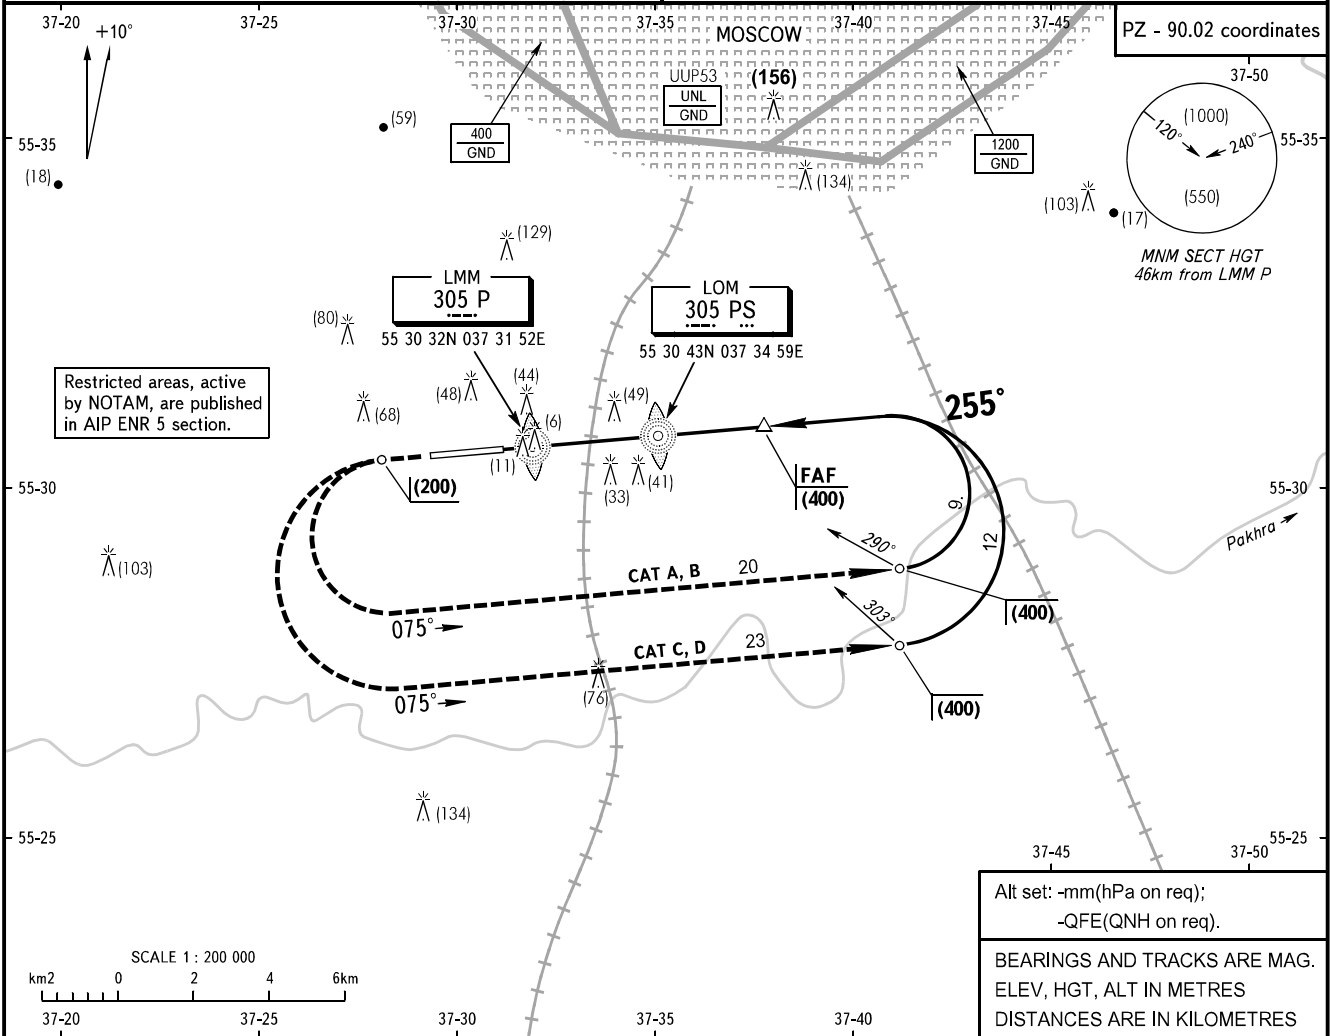 37-20
37-25
37-30
37-35
37-40
37-45
+10°
MOSCOW
PZ - 90.02 coordinates
37-50
UUP53
(156)
UNL
GND
(59)
400
GND
1200
GND
55-35
55-35
(1000)
120°
240°
(550)
(18)
(134)
(103)
(17)
MNM SECT HGT
46km from LMM P
(129)
LMM
305 P
55 30 32N 037 31 52E
LOM
305 PS
55 30 43N 037 34 59E
(80)
Restricted areas, active
by NOTAM, are published
in AIP ENR 5 section.
(48)
(44)
(49)
(68)
(6)
255°
(11)
(33)
(41)
(200)
FAF
(400)
55-30
55-30
9.
12
Pakhra
290°
(103)
CAT A, B
20
303°
(400)
075°
CAT C, D
23
(76)
075°
(400)
(134)
55-25
55-25
37-45
37-50
Alt set: -mm(hPa on req);
-QFE(QNH on req).
BEARINGS AND TRACKS ARE MAG.
ELEV, HGT, ALT IN METRES
DISTANCES ARE IN KILOMETRES
SCALE 1 : 200 000
km2
0
2
4
6km
37-20
37-25
37-30
37-35
37-40